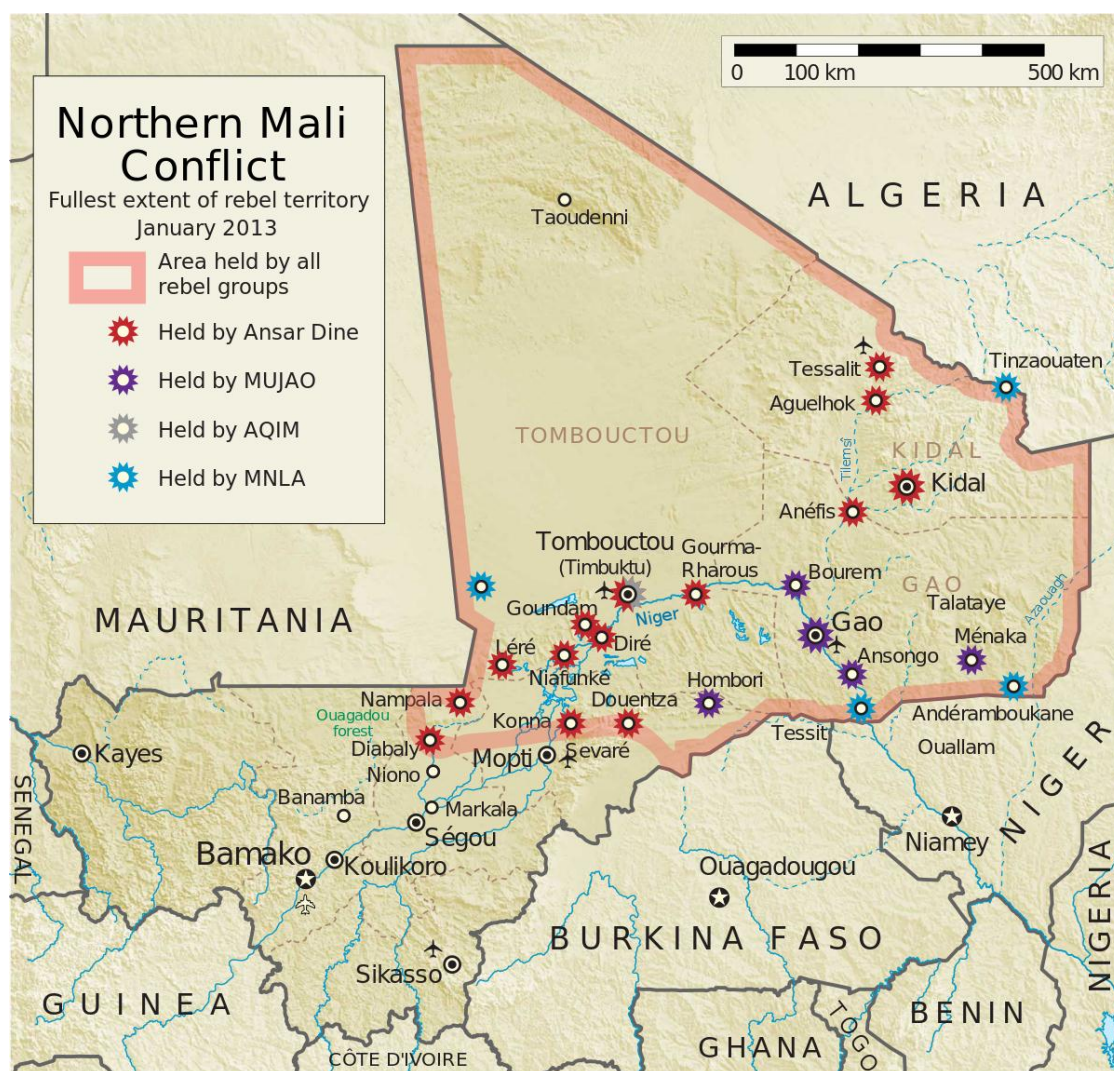 Northern Mali
Conflict
Fullest extent of rebel territory
January 2013
Area held by all
rebel groups
Held by Ansar Dine
Held by MUJAO
Held by AQIM
Held by MNLA
0 100 km 500 km
ALGERIA
Taoudenni
Tessalit
Tinzaouaten
Aguelhok
TOMBOUCTOU
KIDAL
Tilemsî
Kidal
Anéfis
Tombouctou
(Timbuktu)
Gourma-
Rharous
Bourem
GAO
Talataye
Azaouagh
Goundam
Niger
MAURITANIA
Gao
Ménaka
Léré
Diré
Ansongo
Niafunké
Nampala
Douentza
Hombori
Ouagadou
forest
Konna
Andéramboukane
Diabaly
Tessit
Kayes
Mopti
Sevaré
Ouallam
Niono
NIGER
SENEGAL
Banamba
Markala
Ségou
Niamey
Bamako
Koulikoro
Ouagadougou
BURKINA FASO
NIGERIA
Sikasso
GUINEA
BENIN
TOGO
GHANA
CÔTE D'IVOIRE